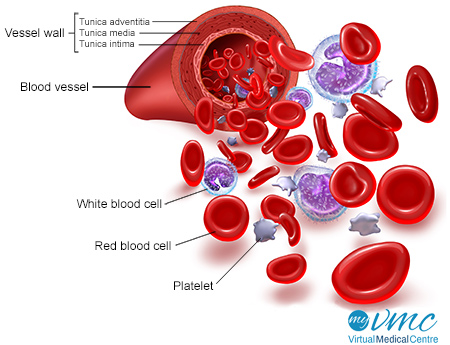 Vessel wall
Tunica adventitia
Tunica media
Tunica intima
Blood vessel
White blood cell
Red blood cell
Platelet
my VMC
VirtualMedicalCentre